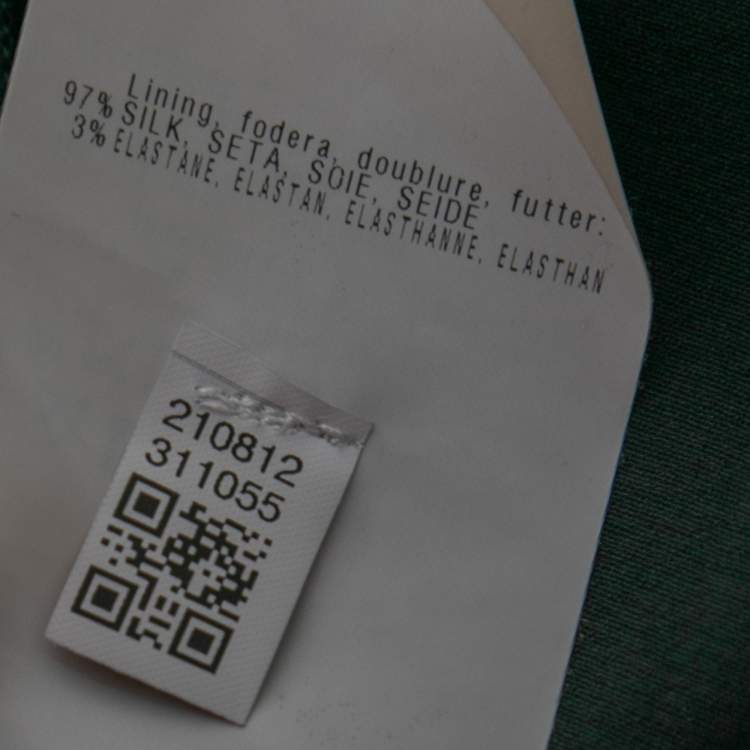 Lining, fodera, doublure, futter:
97% SILK, SETA, SOIE, SEIDE
3% ELASTANE, ELASTAN, ELASTHANNE, ELASTHAN
210812
311055